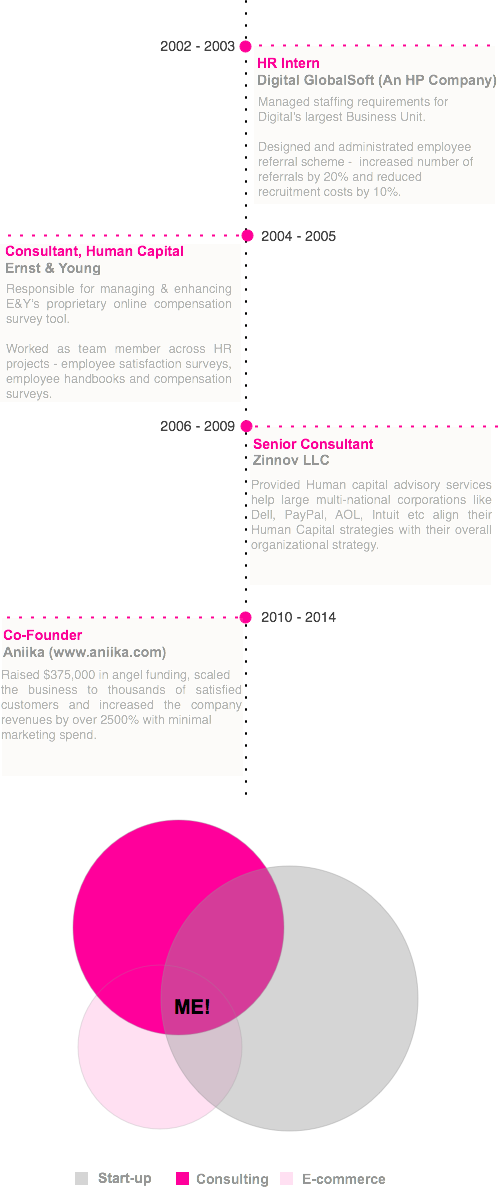 2002 - 2003
HR Intern
Digital GlobalSoft (An HP Company)
Managed staffing requirements for
Digital's largest Business Unit.
Designed and administrated employee
referral scheme - increased number of
referrals by 20% and reduced
recruitment costs by 10%.
2004 - 2005
Consultant, Human Capital
Ernst & Young
Responsible for managing & enhancing
E&Y's proprietary online compensation
survey tool.
Worked as team member across HR
projects - employee satisfaction surveys,
employee handbooks and compensation
surveys.
2006 - 2009
Senior Consultant
Zinnov LLC
Provided Human capital advisory services
help large multi-national corporations like
Dell, PayPal, AOL, Intuit etc align their
Human Capital strategies with their overall
organizational strategy.
2010 - 2014
Co-Founder
Aniika (www.aniika.com)
Raised $375,000 in angel funding, scaled
the business to thousands of satisfied
customers and increased the company
revenues by over 2500% with minimal
marketing spend.
ME!
Start-up
Consulting
E-commerce